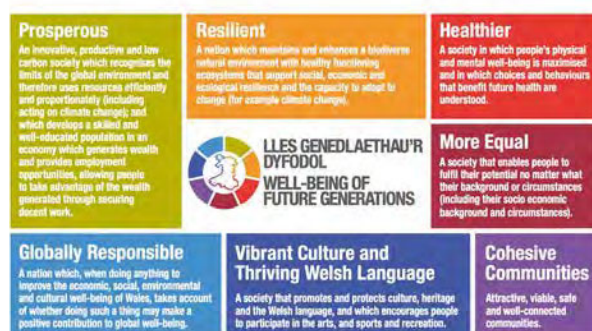 Prosperous
An innovative, productive and low
carbon society which recognises the
limits of the global environment and
therefore uses resources efficiently
and proportionately (including
acting on climate change); and
which develops a skilled and
well-educated population in an
economy which generates wealth
and provides employment
opportunities, allowing people
to take advantage of the wealth
generated through securing
decent work.
Resilient
A nation which maintains and enhances a biodiverse
natural environment with healthy functioning
ecosystems that support social, economic and
ecological resilience and the capacity to adapt to
change (for example climate change).
Healthier
A society in which people's physical
and mental well-being is maximised
and in which choices and behaviours
that benefit future health are
understood.
LLES GENEDLAETHAU'R
DYFODOL
WELL-BEING OF
FUTURE GENERATIONS
More Equal
A society that enables people to
fulfil their potential no matter what
their background or circumstances
(including their socio economic
background and circumstances).
Globally Responsible
A nation which, when doing anything to
improve the economic, social, environmental
and cultural well-being of Wales, takes account
of whether doing such a thing may make a
positive contribution to global well-being.
Vibrant Culture and
Thriving Welsh Language
A society that promotes and protects culture, heritage
and the Welsh language, and which encourages people
to participate in the arts, and sports and recreation.
Cohesive
Communities
Attractive, viable, safe
and well-connected
communities.